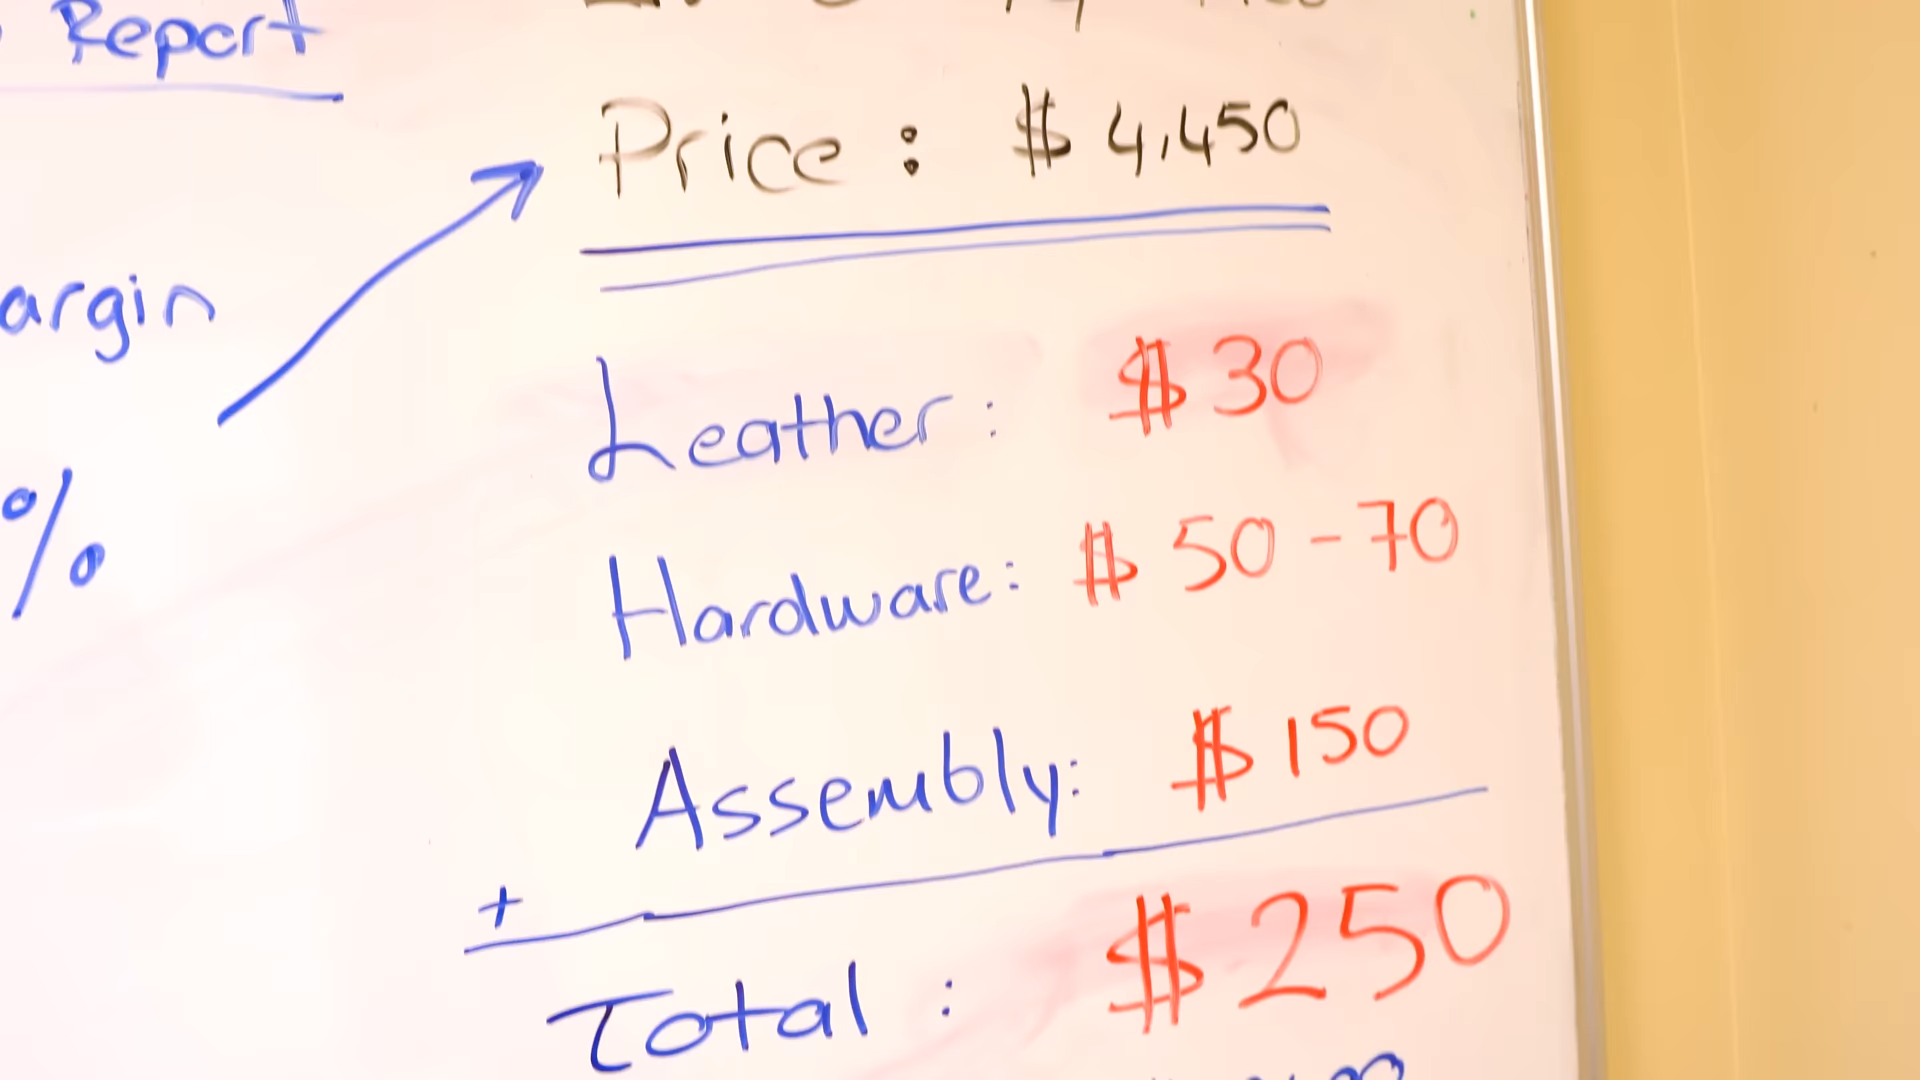 Report
Price : $ 4,450
argin
Leather : $ 30
%
Hardware : $ 50 - 70
Assembly : $ 150
+
Total : $ 250